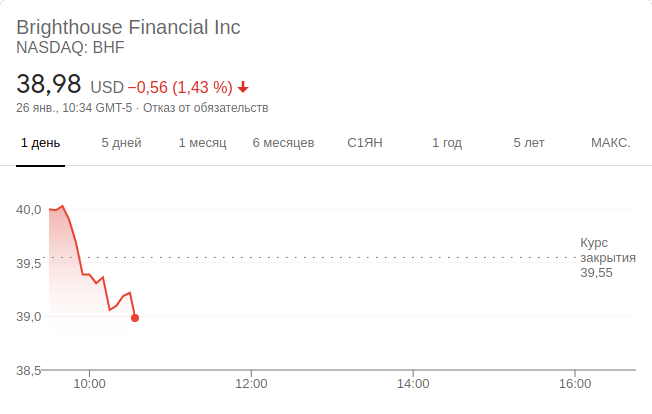 Brighthouse Financial Inc
NASDAQ: BHF
38,98 USD −0,56 (1,43 %)
26 янв., 10:34 GMT-5 · Отказ от обязательств
1 день 5 дней 1 месяц 6 месяцев С1ЯН 1 год 5 лет МАКС.
40,0
Курс
закрытия
39,55
39,5
39,0
38,5
10:00 12:00 14:00 16:00